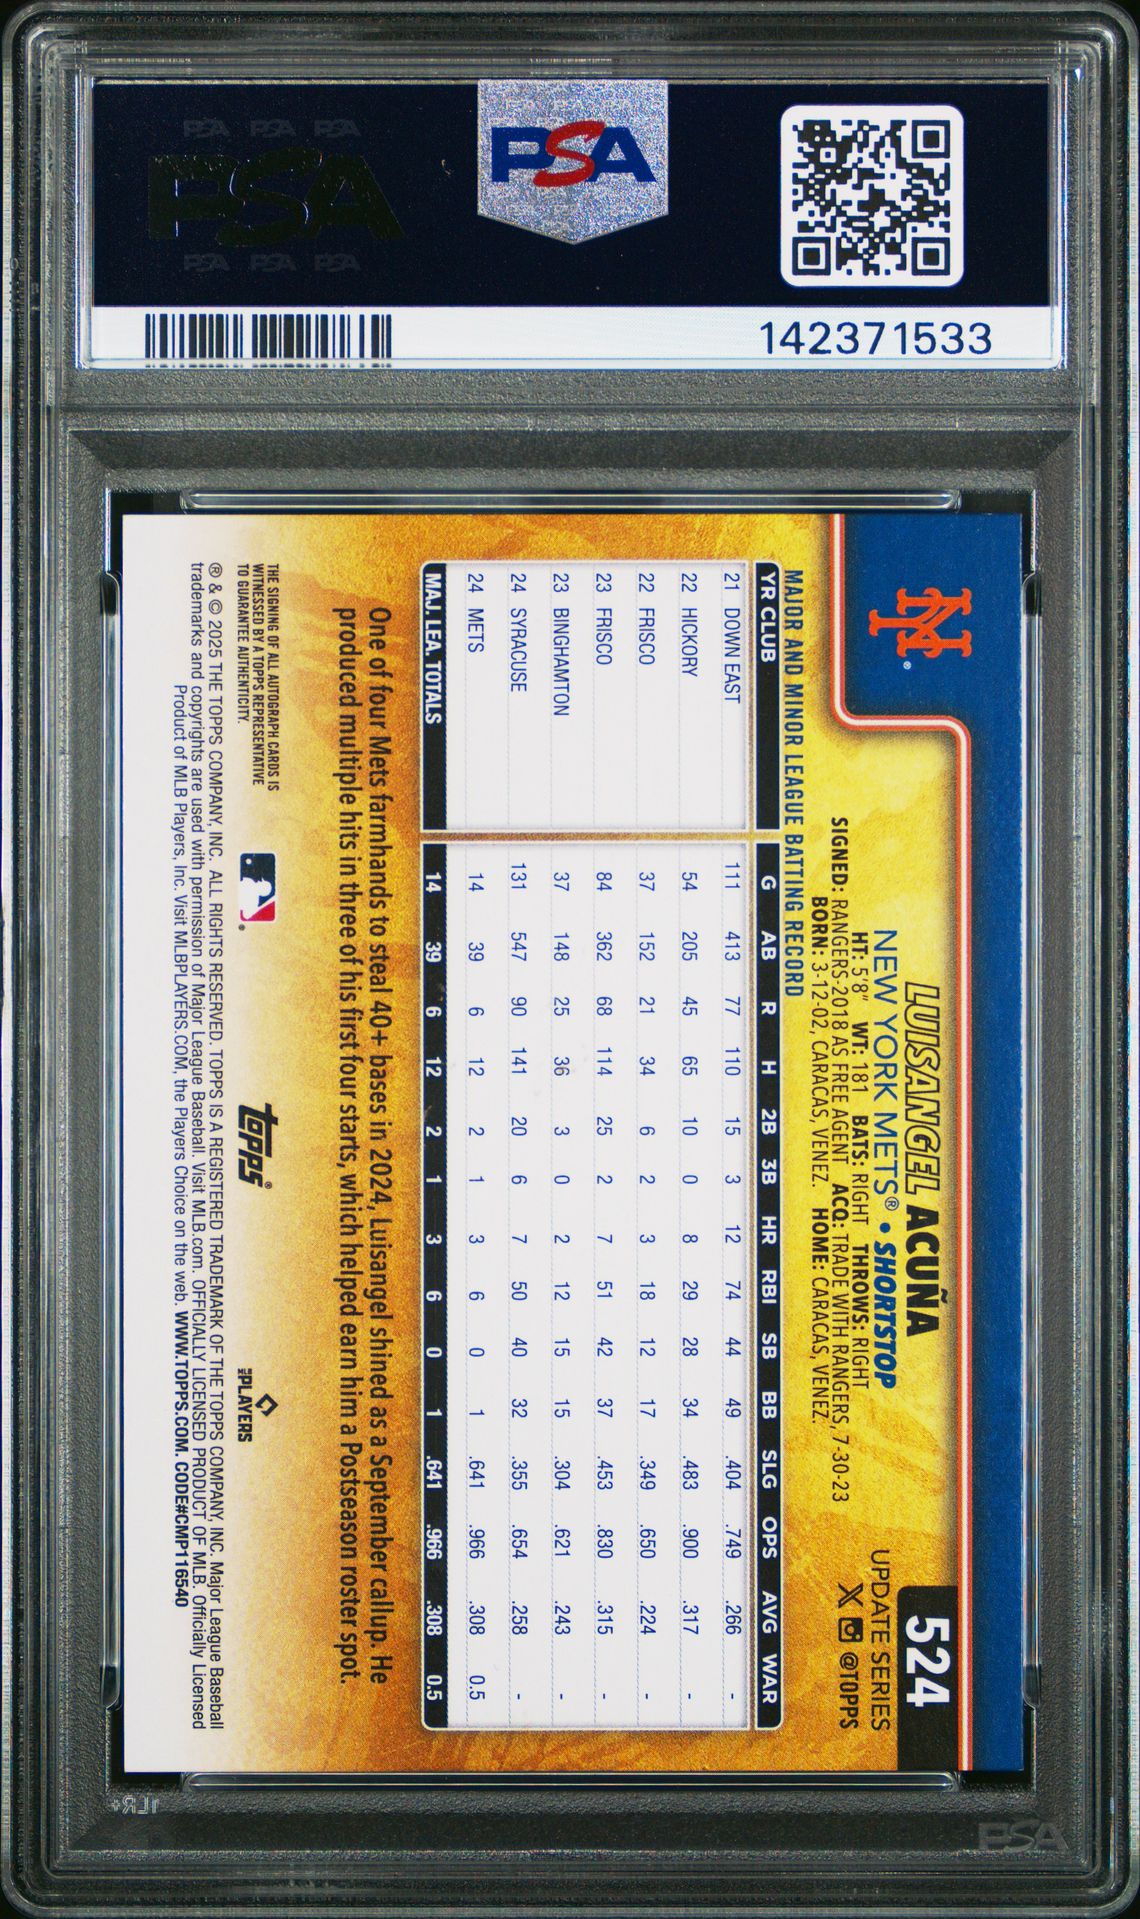 PSA PSA PSA
PSA
PSA PSA PSA
PSA
142371533
LUISANGEL ACUÑA
NEW YORK METS® • SHORTSTOP
HT: 5'8" WT: 181 BATS: RIGHT THROWS: RIGHT
SIGNED: RANGERS-2018 AS FREE AGENT ACQ: TRADE WITH RANGERS, 7-30-23
BORN: 3-12-02, CARACAS, VENEZ. HOME: CARACAS, VENEZ.
524
UPDATE SERIES
@TOPPS
MAJOR AND MINOR LEAGUE BATTING RECORD
YR CLUB G AB R H 2B 3B HR RBI SB BB SLG OPS AVG WAR
21 DOWN EAST 111 413 77 110 15 3 12 74 44 49 .404 .749 .266 -
22 HICKORY 54 205 45 65 10 0 8 29 28 34 .483 .900 .317 -
22 FRISCO 37 152 21 34 6 2 3 18 12 17 .349 .650 .224 -
23 FRISCO 84 362 68 114 25 2 7 51 42 37 .453 .830 .315 -
23 BINGHAMTON 37 148 25 36 3 0 2 12 15 15 .304 .621 .243 -
24 SYRACUSE 131 547 90 141 20 6 7 50 40 32 .355 .654 .258 -
24 METS 14 39 6 12 2 1 3 6 0 1 .641 .966 .308 0.5
MAJ. LEA. TOTALS 14 39 6 12 2 1 3 6 0 1 .641 .966 .308 0.5
One of four Mets farmhands to steal 40+ bases in 2024, Luisangel shined as a September callup. He
produced multiple hits in three of his first four starts, which helped earn him a Postseason roster spot.
THE SIGNING OF ALL AUTOGRAPH CARDS IS
WITNESSED BY A TOPPS REPRESENTATIVE
TO GUARANTEE AUTHENTICITY.
Topps®
PLAYERS
® & © 2025 THE TOPPS COMPANY, INC. ALL RIGHTS RESERVED. TOPPS IS A REGISTERED TRADEMARK OF THE TOPPS COMPANY, INC. Major League Baseball
trademarks and copyrights are used with permission of Major League Baseball. Visit MLB.com. OFFICIALLY LICENSED PRODUCT OF MLB. Officially Licensed
Product of MLB Players, Inc. Visit MLBPLAYERS.COM, the Players Choice on the web. WWW.TOPPS.COM. CODE#CMP116540
PSA